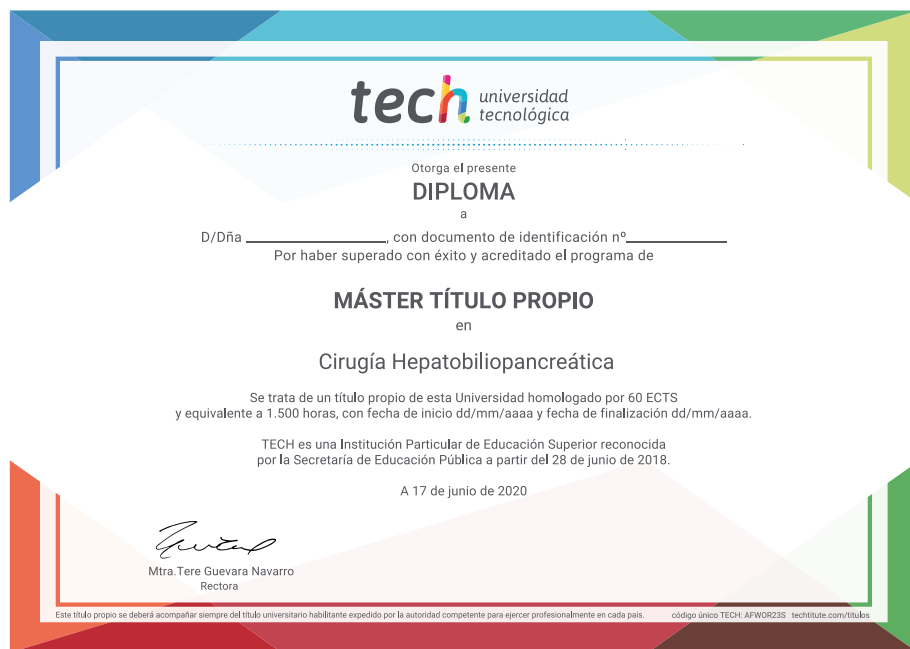 tech universidad
tecnológica
Otorga el presente
DIPLOMA
a
D/Dña ________________, con documento de identificación nº____________
Por haber superado con éxito y acreditado el programa de
MÁSTER TÍTULO PROPIO
en
Cirugía Hepatobiliopancreática
Se trata de un título propio de esta Universidad homologado por 60 ECTS
y equivalente a 1.500 horas, con fecha de inicio dd/mm/aaaa y fecha de finalización dd/mm/aaaa.
TECH es una Institución Particular de Educación Superior reconocida
por la Secretaría de Educación Pública a partir del 28 de junio de 2018.
A 17 de junio de 2020
Mtra.Tere Guevara Navarro
Rectora
Este título propio se deberá acompañar siempre del título universitario habilitante expedido por la autoridad competente para ejercer profesionalmente en cada país. código único TECH: AFWOR23S techtitute.com/titulos